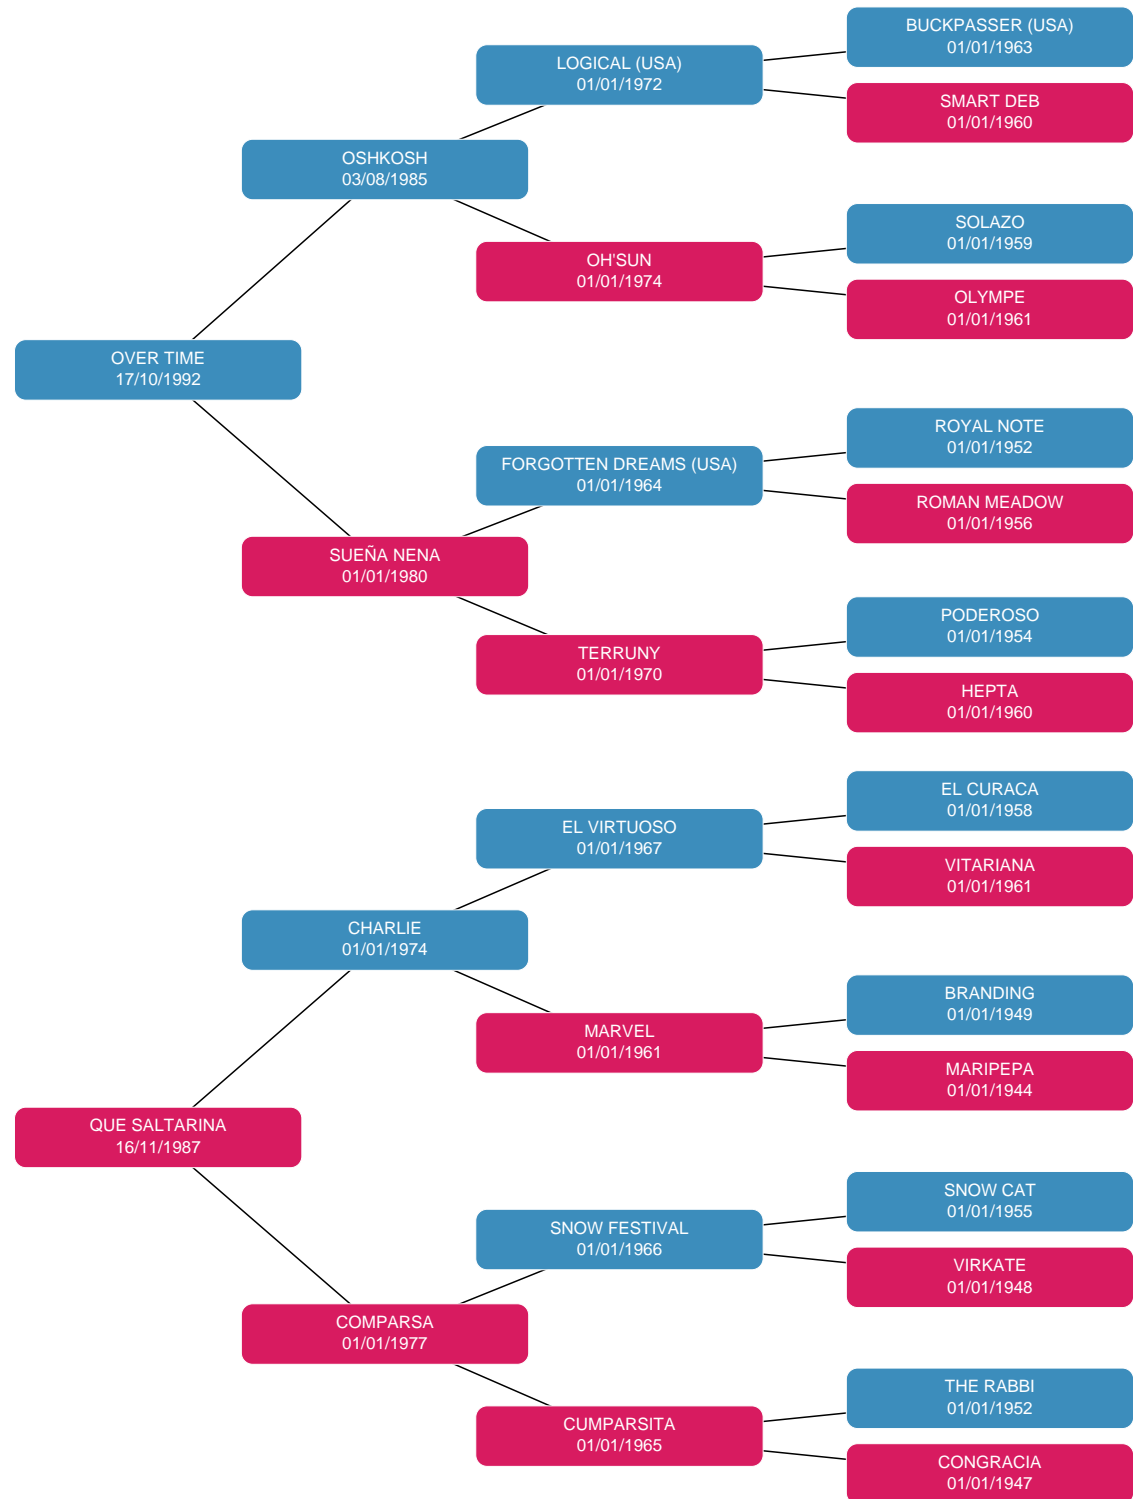 BUCKPASSER (USA)
01/01/1963
LOGICAL (USA)
01/01/1972
SMART DEB
01/01/1960
OSHKOSH
03/08/1985
SOLAZO
01/01/1959
OH'SUN
01/01/1974
OLYMPE
01/01/1961
OVER TIME
17/10/1992
ROYAL NOTE
01/01/1952
FORGOTTEN DREAMS (USA)
01/01/1964
ROMAN MEADOW
01/01/1956
SUEÑA NENA
01/01/1980
PODEROSO
01/01/1954
TERRUNY
01/01/1970
HEPTA
01/01/1960
EL CURACA
01/01/1958
EL VIRTUOSO
01/01/1967
VITARIANA
01/01/1961
CHARLIE
01/01/1974
BRANDING
01/01/1949
MARVEL
01/01/1961
MARIPEPA
01/01/1944
QUE SALTARINA
16/11/1987
SNOW CAT
01/01/1955
SNOW FESTIVAL
01/01/1966
VIRKATE
01/01/1948
COMPARSA
01/01/1977
THE RABBI
01/01/1952
CUMPARSITA
01/01/1965
CONGRACIA
01/01/1947